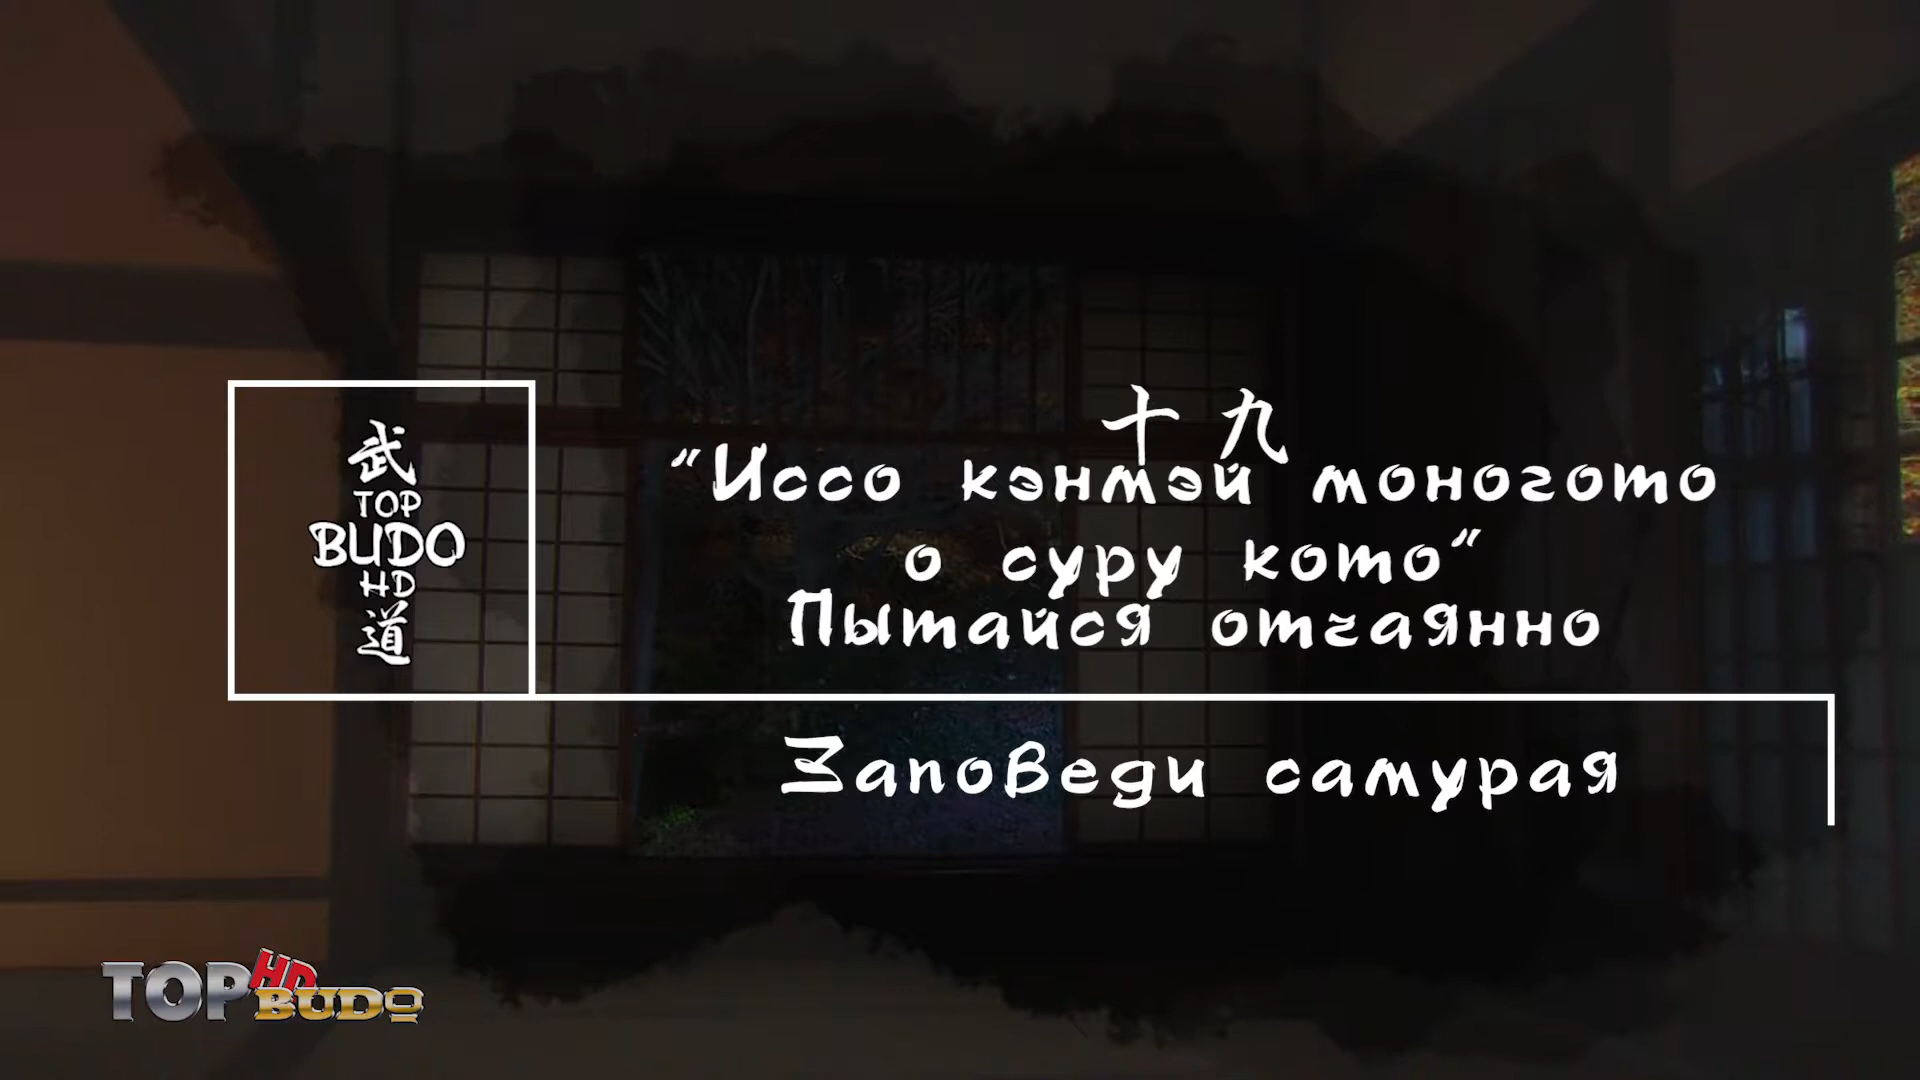 武
TOP
BUDO
HD
道
十 九
"Иссо кэнмэй моногото
о суру кото"
Пытайся отчаянно
Заповеди самурая
TOP HD
BUDO